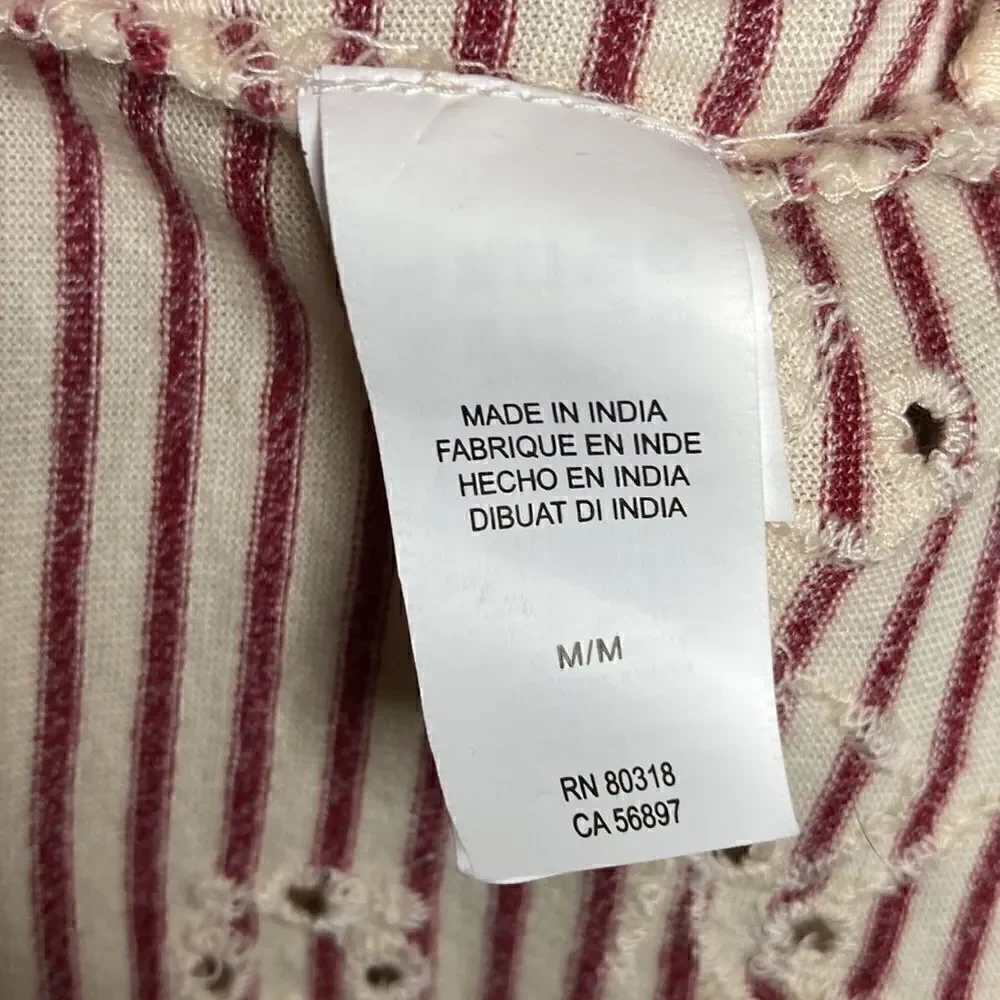 MADE IN INDIA
FABRIQUE EN INDE
HECHO EN INDIA
DIBUAT DI INDIA
M/M
RN 80318
CA 56897